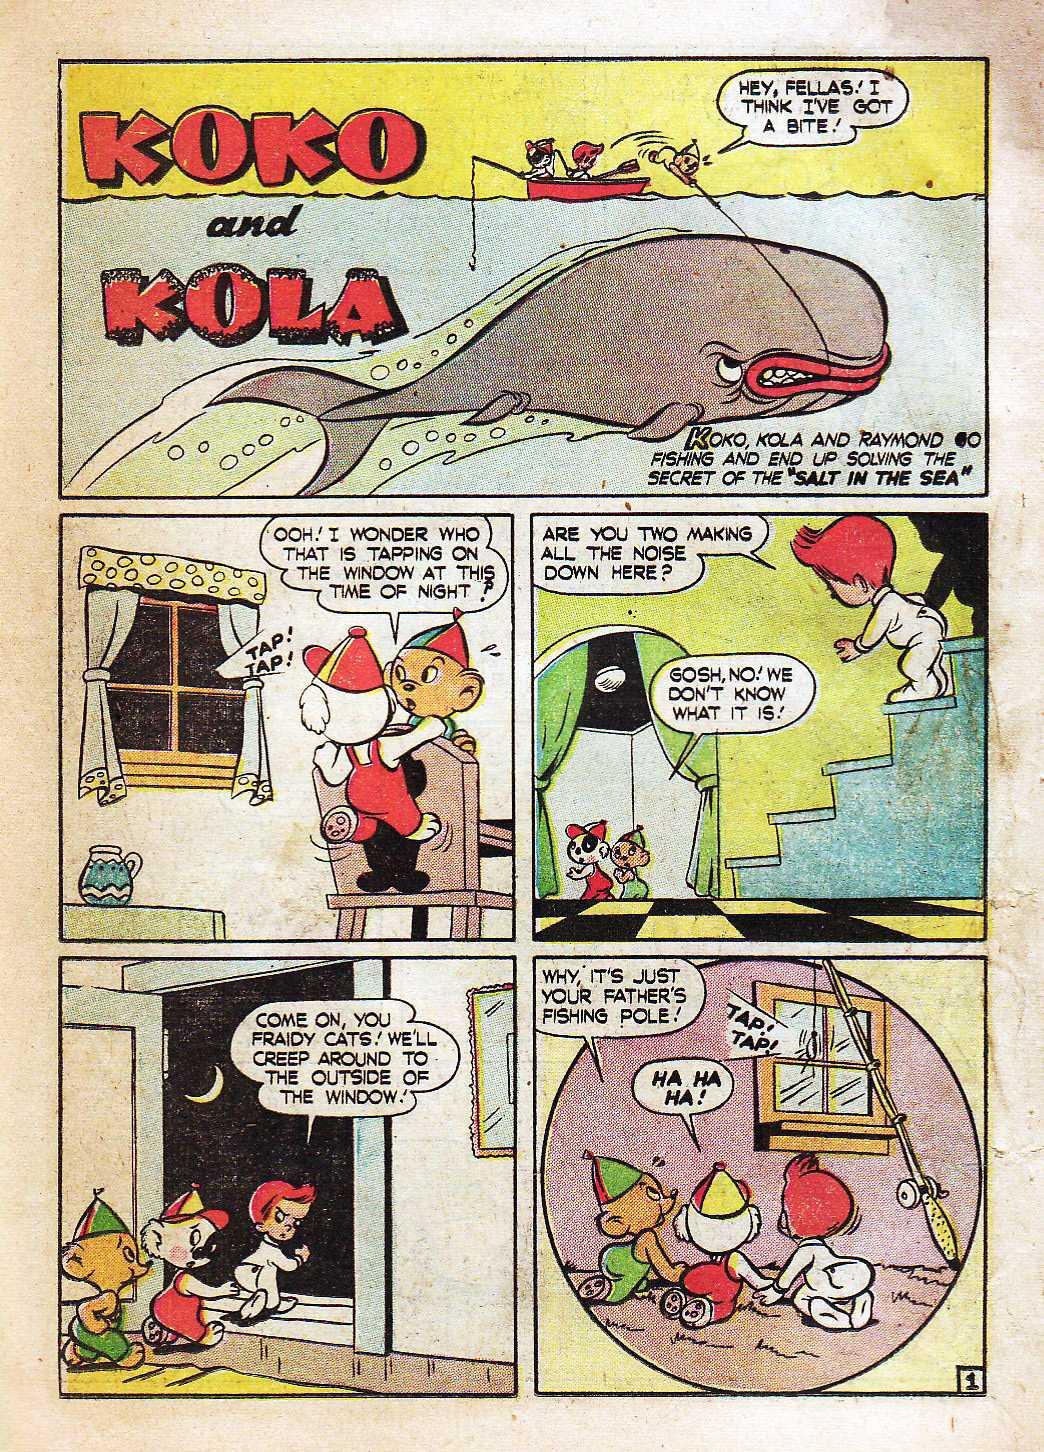 KOKO
and
KOLA
HEY, FELLAS! I
THINK I'VE GOT
A BITE!
KOKO, KOLA AND RAYMOND GO
FISHING AND END UP SOLVING THE
SECRET OF THE "SALT IN THE SEA"
OOH! I WONDER WHO
THAT IS TAPPING ON
THE WINDOW AT THIS
TIME OF NIGHT?
TAP!
TAP!
ARE YOU TWO MAKING
ALL THE NOISE
DOWN HERE?
GOSH, NO! WE
DON'T KNOW
WHAT IT IS!
COME ON, YOU
FRAIDY CATS! WE'LL
CREEP AROUND TO
THE OUTSIDE OF
THE WINDOW!
WHY, IT'S JUST
YOUR FATHER'S
FISHING POLE!
TAP!
TAP!
HA HA
HA!
1